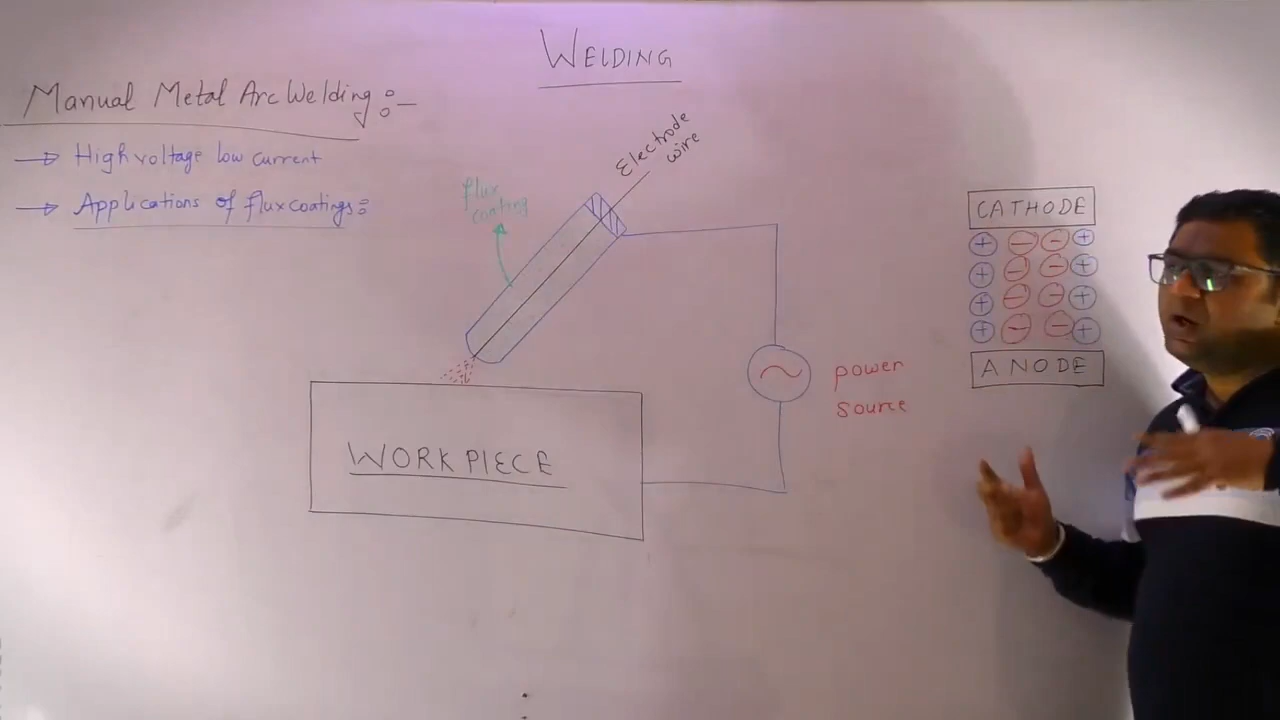 WELDING
Manual Metal Arc Welding :-
→ High voltage low current
→ Applications of flux coatings:
Electrode
wire
flux
coating
WORKPIECE
power
source
CATHODE
+ − − +
+ − − +
+ − − +
+ − − +
ANODE